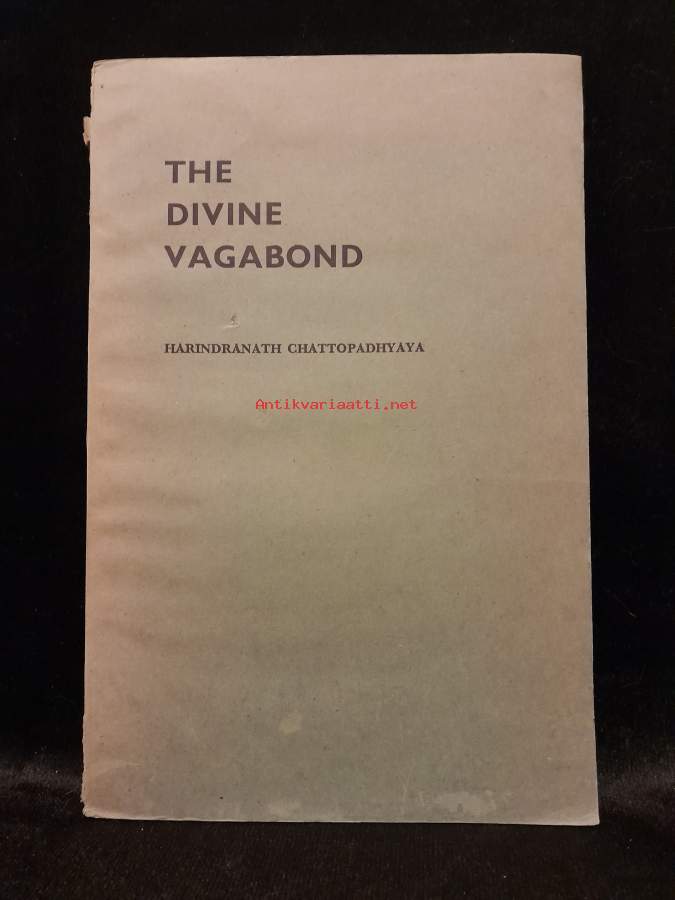 THE
DIVINE
VAGABOND
HARINDRANATH CHATTOPADHYAYA
Antikvariaatti.net